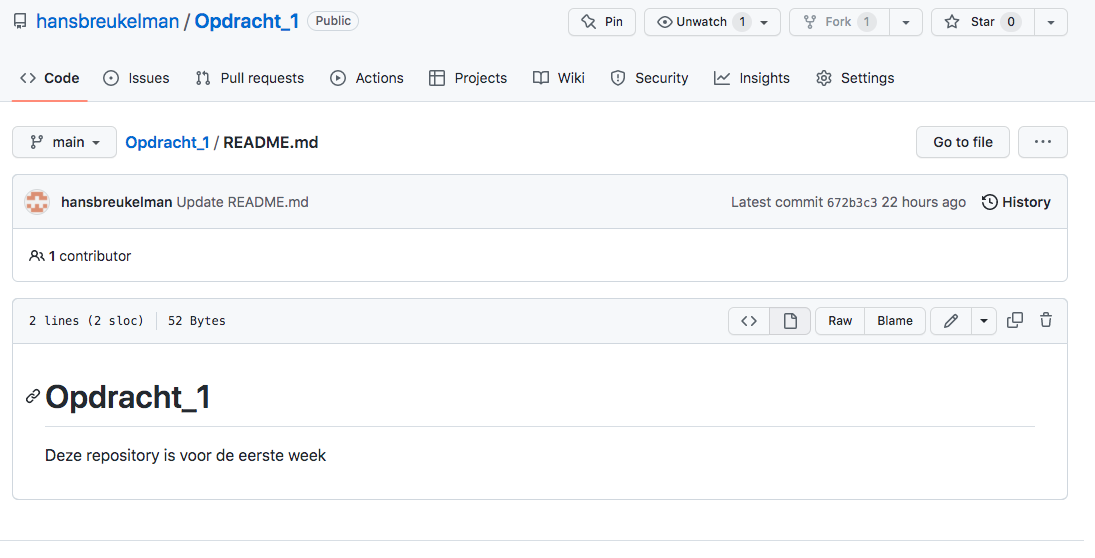 hansbreukelman / Opdracht_1 Public Pin Unwatch 1 Fork 1 Star 0
Code Issues Pull requests Actions Projects Wiki Security Insights Settings
main Opdracht_1 / README.md Go to file ...
hansbreukelman Update README.md Latest commit 672b3c3 22 hours ago History
1 contributor
2 lines (2 sloc) 52 Bytes <> Raw Blame
Opdracht_1
Deze repository is voor de eerste week